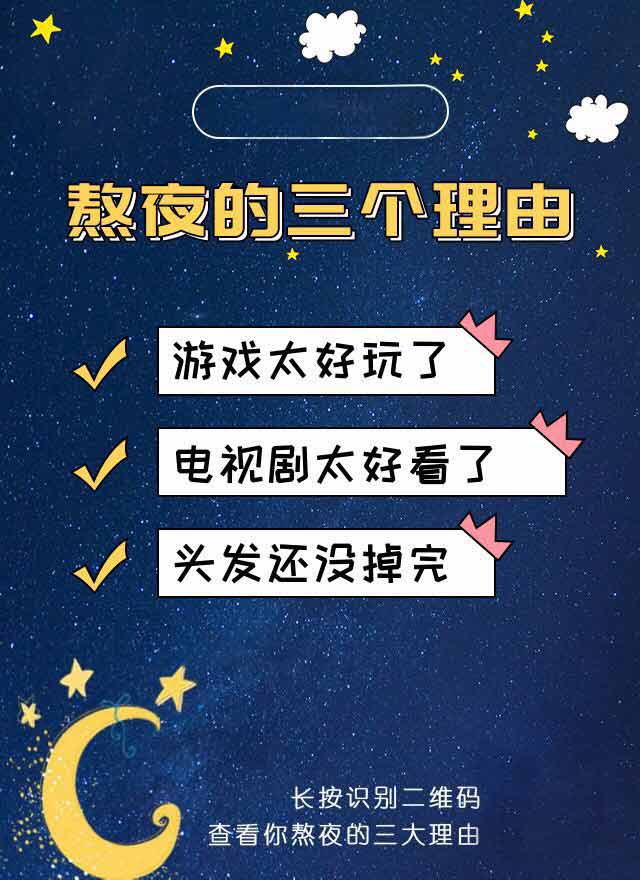 熬夜的三个理由
游戏太好玩了
电视剧太好看了
头发还没掉完
长按识别二维码
查看你熬夜的三大理由